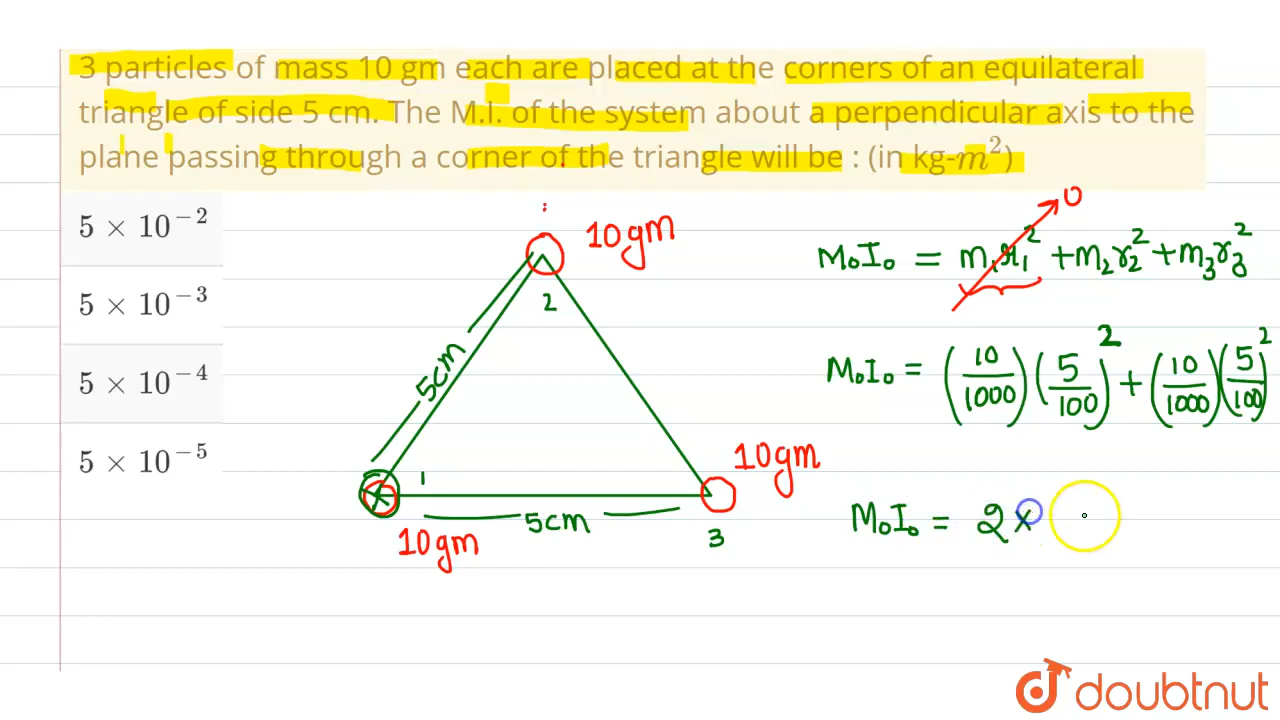 3 particles of mass 10 gm each are placed at the corners of an equilateral
triangle of side 5 cm. The M.I. of the system about a perpendicular axis to the
plane passing through a corner of the triangle will be : (in kg-m²)
5 × 10⁻²
5 × 10⁻³
5 × 10⁻⁴
5 × 10⁻⁵
10gm
2
5cm
1
10gm
5cm
10gm
3
M₀I₀ = m₁r₁² + m₂r₂² + m₃r₃²
0
M₀I₀ = (10/1000)(5/100)² + (10/1000)(5/100)²
M₀I₀ = 2×
doubtnut